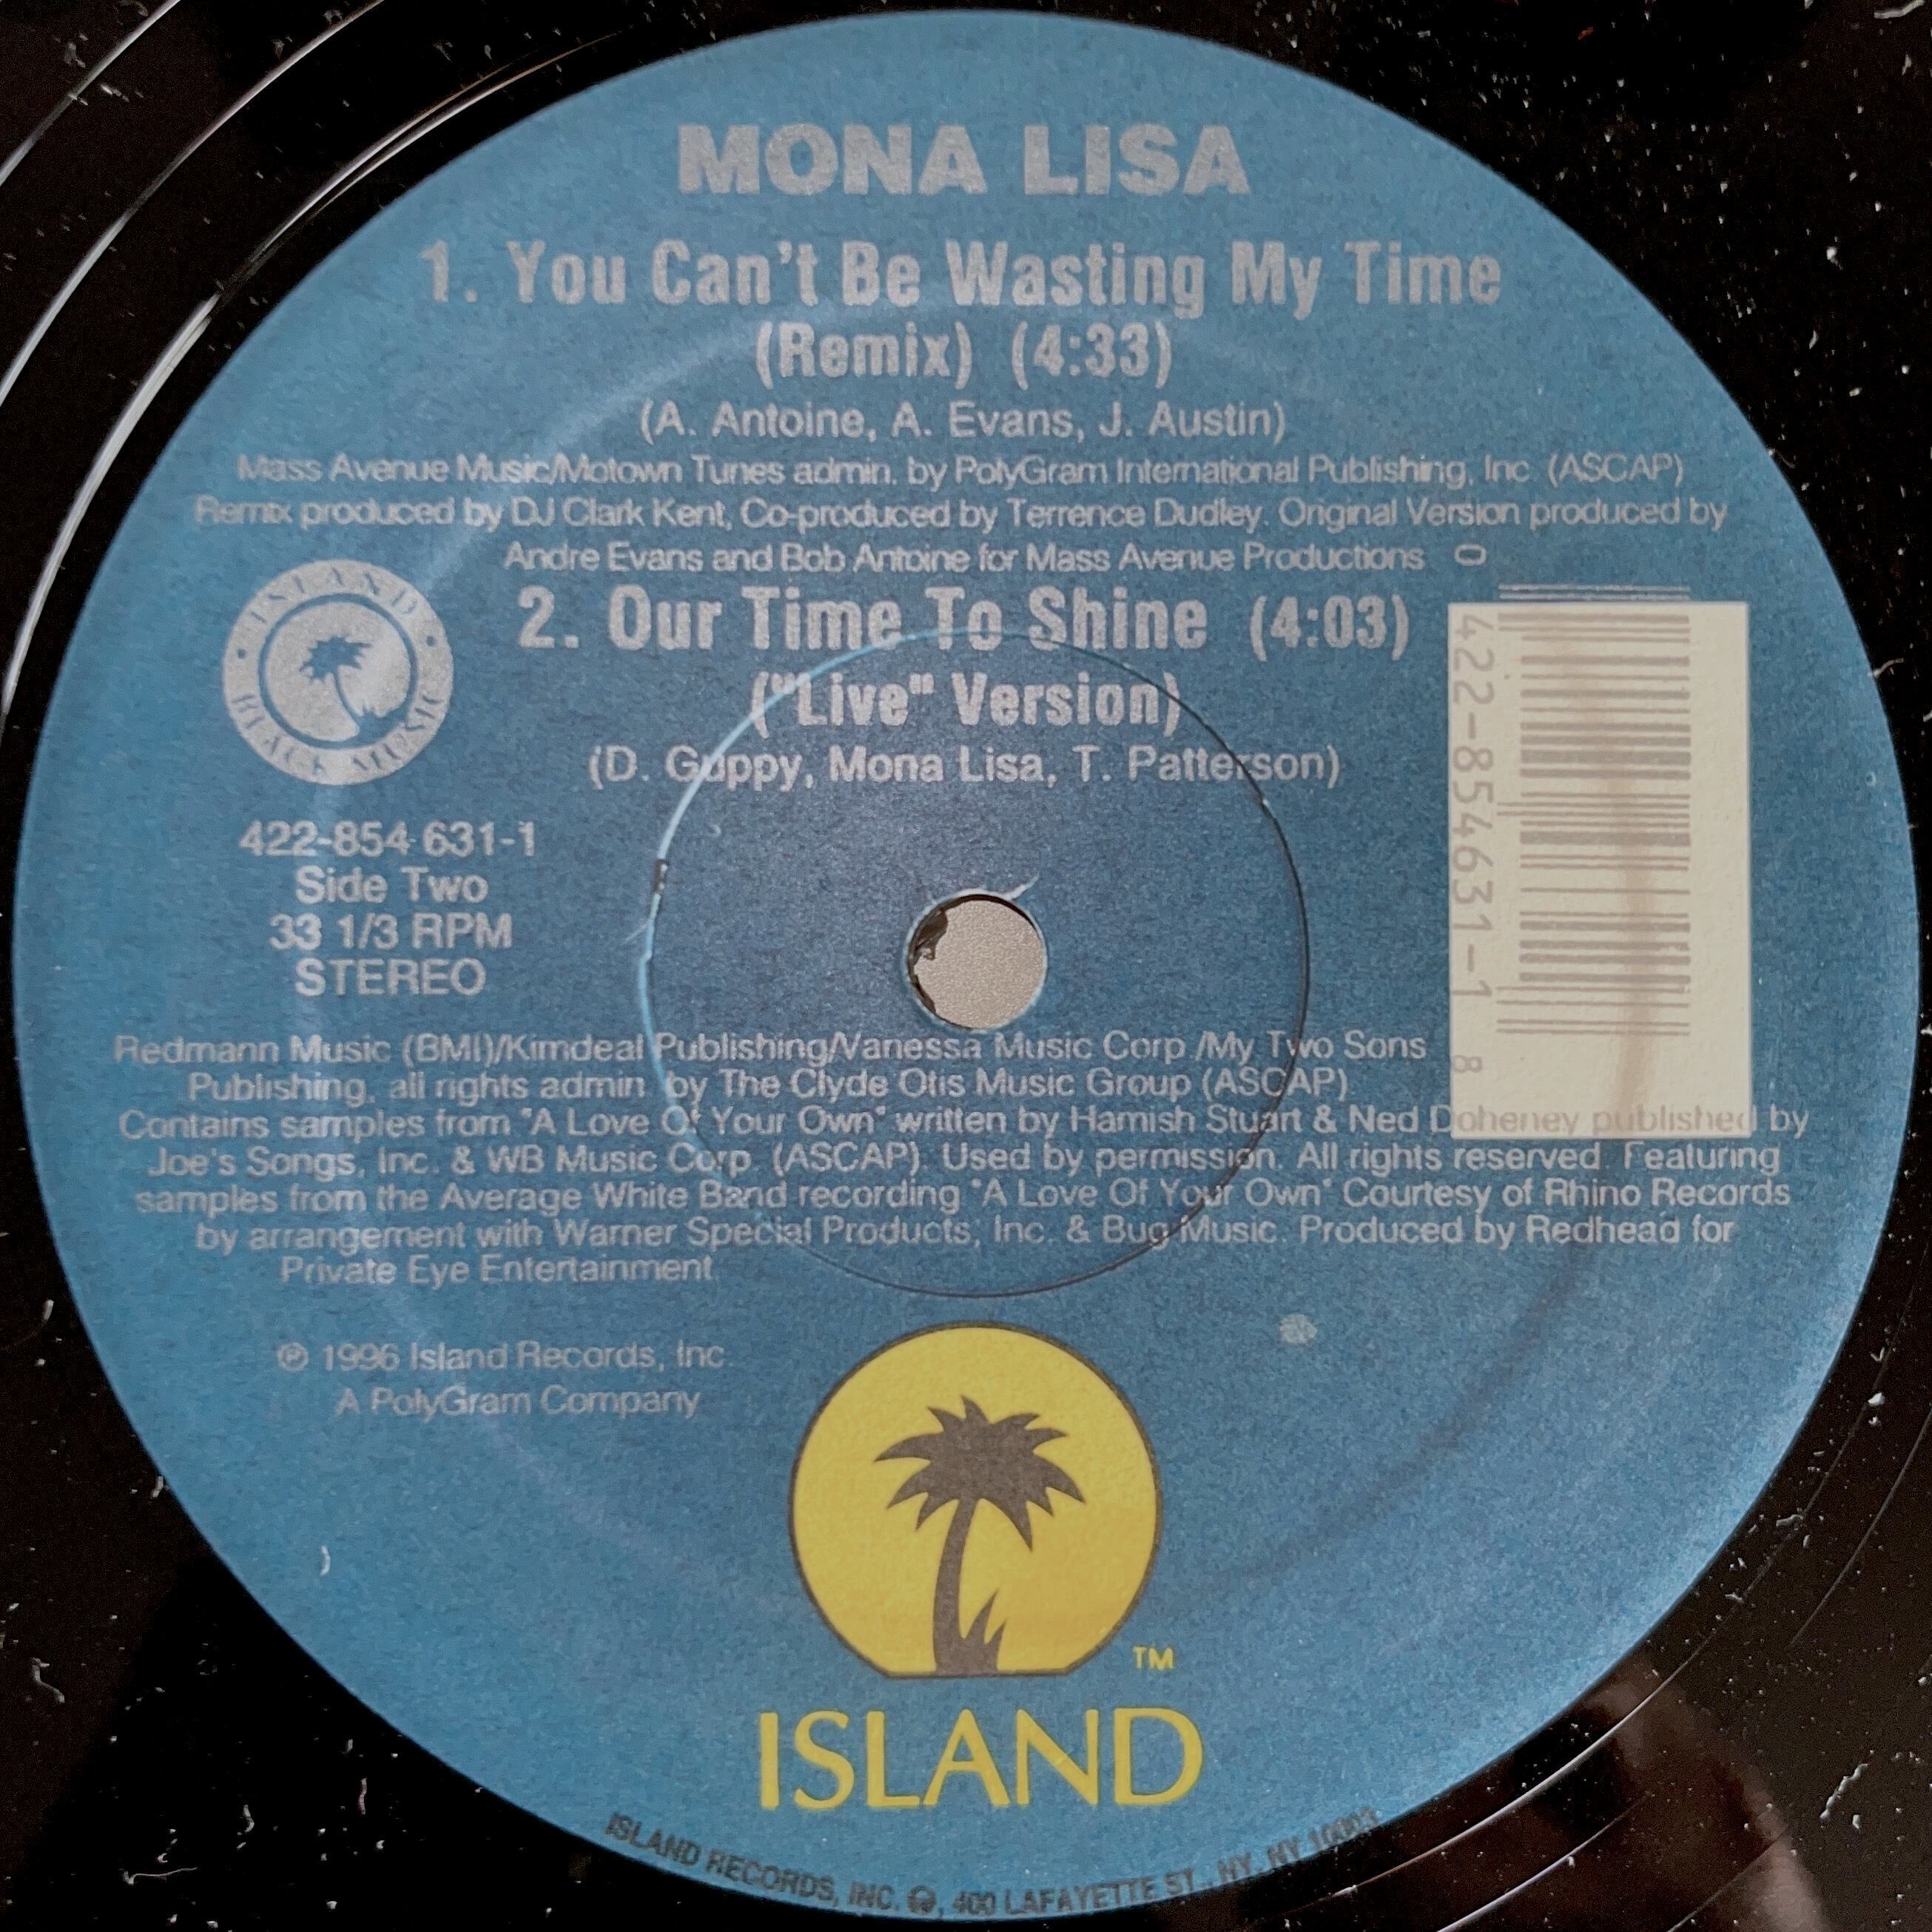 MONA LISA
1. You Can't Be Wasting My Time
(Remix) (4:33)
(A. Antoine, A. Evans, J. Austin)
Mass Avenue Music/Motown Tunes admin. by PolyGram International Publishing, Inc. (ASCAP)
Remix produced by DJ Clark Kent, Co-produced by Terrence Dudley. Original Version produced by
Andre Evans and Bob Antoine for Mass Avenue Productions
2. Our Time To Shine (4:03)
("Live" Version)
(D. Guppy, Mona Lisa, T. Patterson)
• ISLAND •
BLACK MUSIC
422-854 631-1
Side Two
33 1/3 RPM
STEREO
0 422-854631-1 8
Redmann Music (BMI)/Kimdeal Publishing/Vanessa Music Corp /My Two Sons
Publishing, all rights admin. by The Clyde Otis Music Group (ASCAP)
Contains samples from "A Love Of Your Own" written by Hamish Stuart & Ned Doheney published by
Joe's Songs, Inc. & WB Music Corp. (ASCAP). Used by permission. All rights reserved. Featuring
samples from the Average White Band recording "A Love Of Your Own" Courtesy of Rhino Records
by arrangement with Warner Special Products, Inc. & Bug Music. Produced by Redhead for
Private Eye Entertainment.
℗ 1996 Island Records, Inc.
A PolyGram Company
TM
ISLAND
ISLAND RECORDS, INC. , 400 LAFAYETTE ST., NY, NY 10003